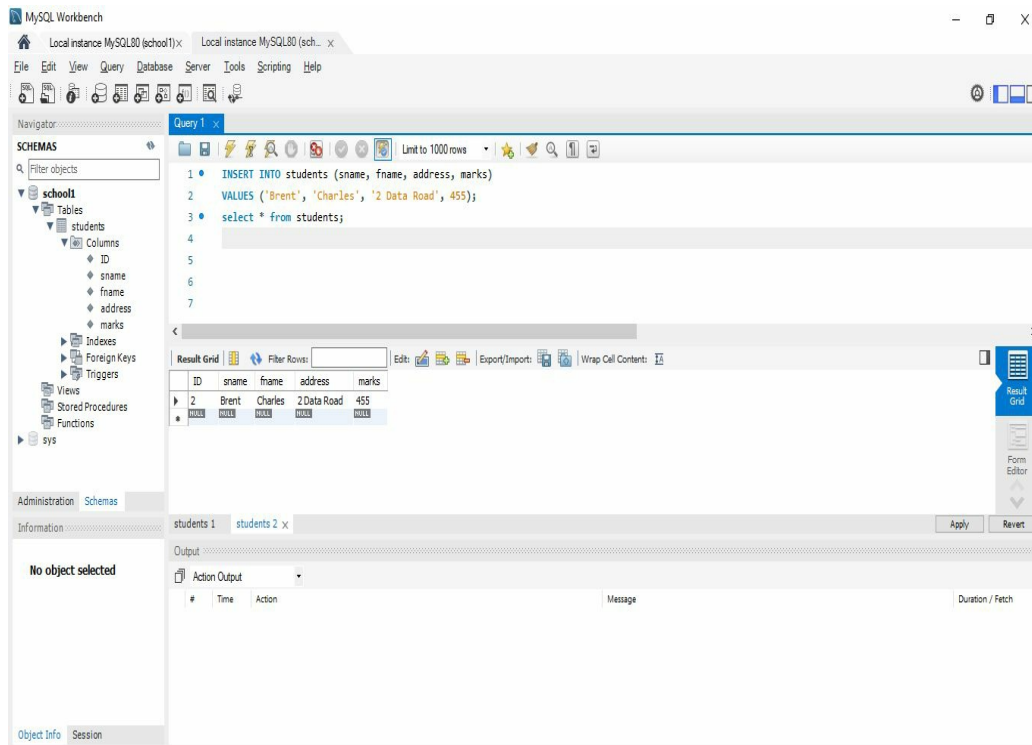 MySQL Workbench
Local instance MySQL80 (school1) x Local instance MySQL80 (sch... x
File Edit View Query Database Server Tools Scripting Help
Navigator
SCHEMAS
Filter objects
school1
Tables
students
Columns
ID
sname
fname
address
marks
Indexes
Foreign Keys
Triggers
Views
Stored Procedures
Functions
sys
Administration Schemas
Information
No object selected
Object Info Session
Query 1 x
Limit to 1000 rows
1 INSERT INTO students (sname, fname, address, marks)
2 VALUES ('Brent', 'Charles', '2 Data Road', 455);
3 select * from students;
4
5
6
7
Result Grid Filter Rows: Edit: Export/Import: Wrap Cell Content:
ID sname fname address marks
2 Brent Charles 2 Data Road 455
NULL NULL NULL NULL NULL
Result Grid
Form Editor
students 1 students 2 x
Apply Revert
Output
Action Output
# Time Action Message Duration / Fetch